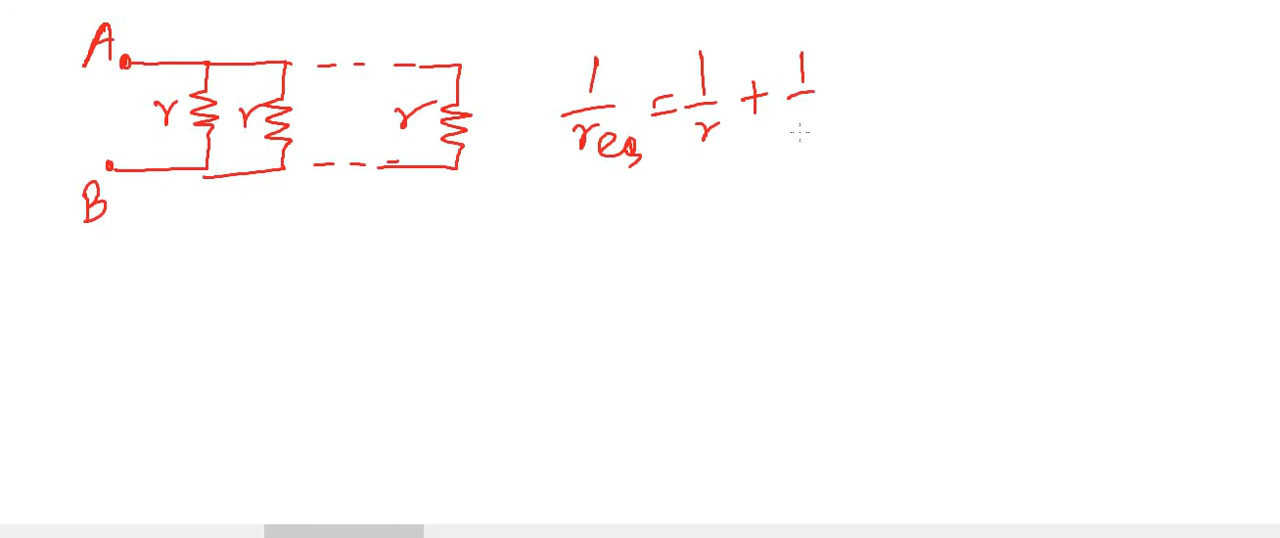 A
r r r
B
1/req = 1/r + 1/